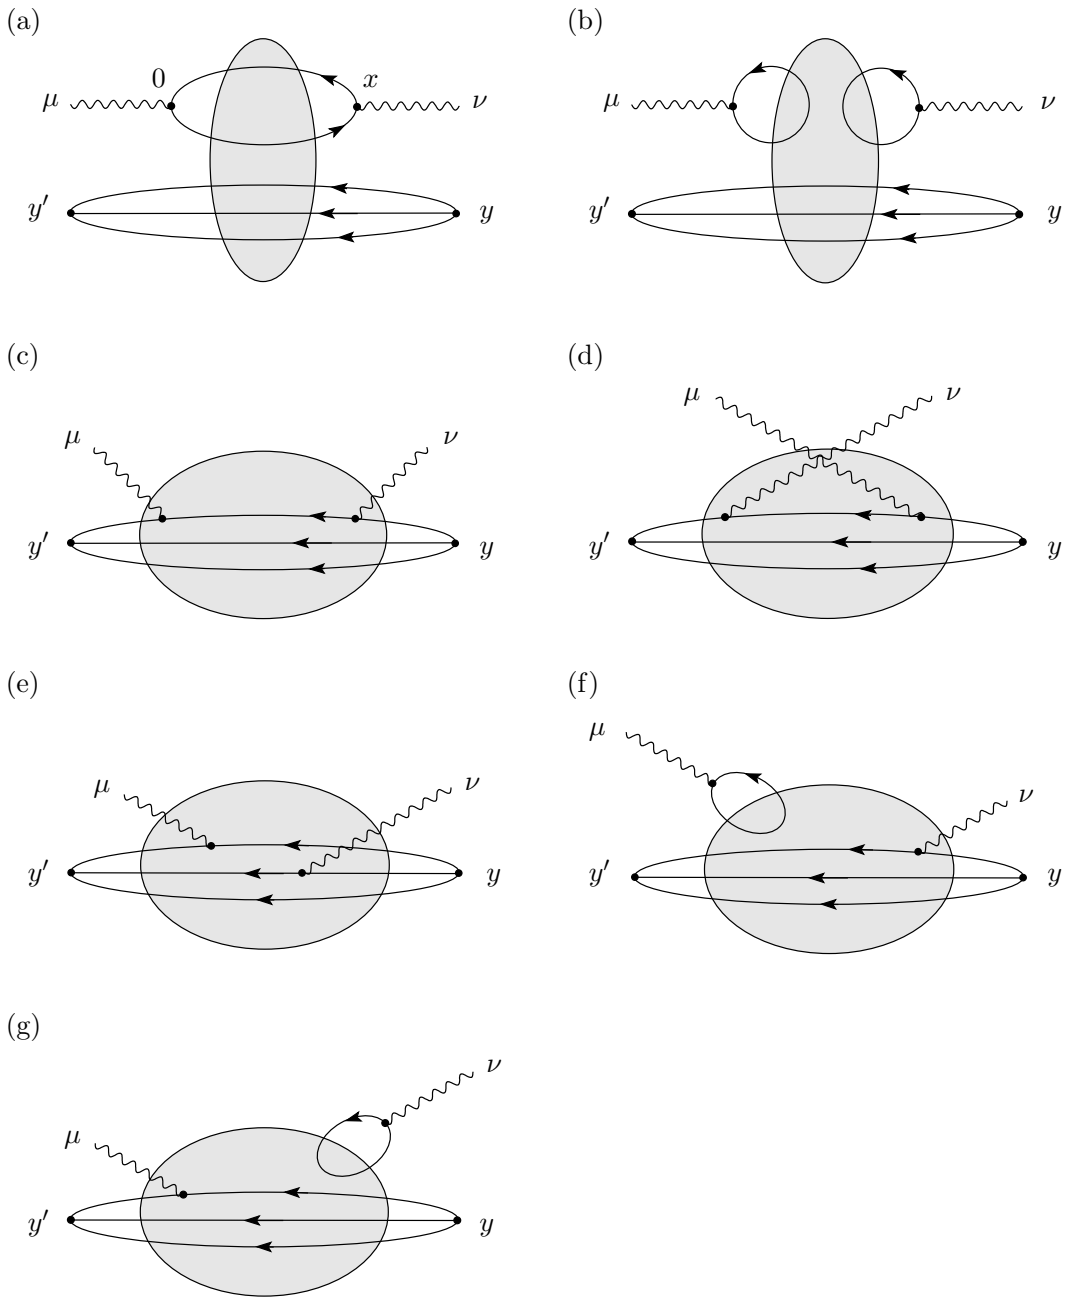 (a) (b)
0 x
μ ν μ ν
y′ y y′ y
(c) (d)
μ ν
μ ν
y′ y y′ y
(e) (f)
μ
μ ν ν
y′ y y′ y
(g)
ν
μ
y′ y